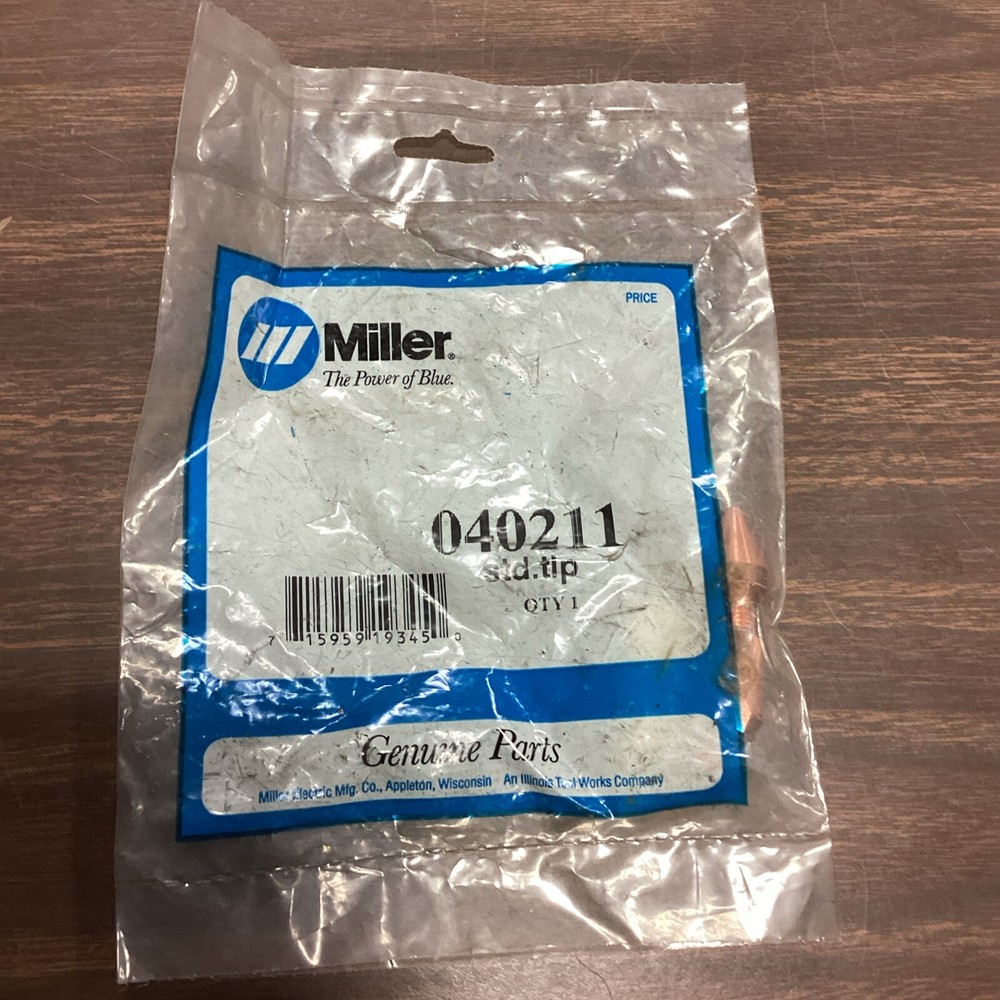 PRICE
Miller®
The Power of Blue.
040211
std.tip
QTY 1
7 15959 19345 0
Genuine Parts
Miller Electric Mfg. Co., Appleton, Wisconsin An Illinois Tool Works Company